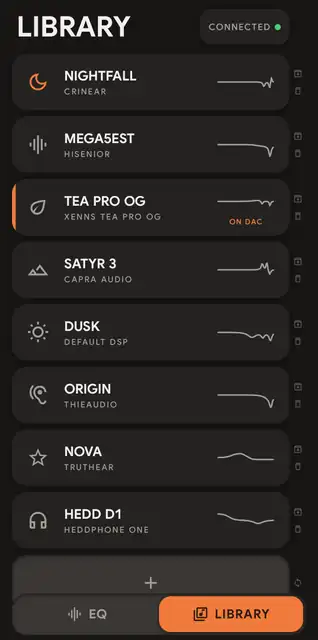 LIBRARY
CONNECTED
NIGHTFALL
CRINEAR
MEGA5EST
HISENIOR
TEA PRO OG
XENNS TEA PRO OG
ON DAC
SATYR 3
CAPRA AUDIO
DUSK
DEFAULT DSP
ORIGIN
THIEAUDIO
NOVA
TRUTHEAR
HEDD D1
HEDDPHONE ONE
+
EQ
LIBRARY